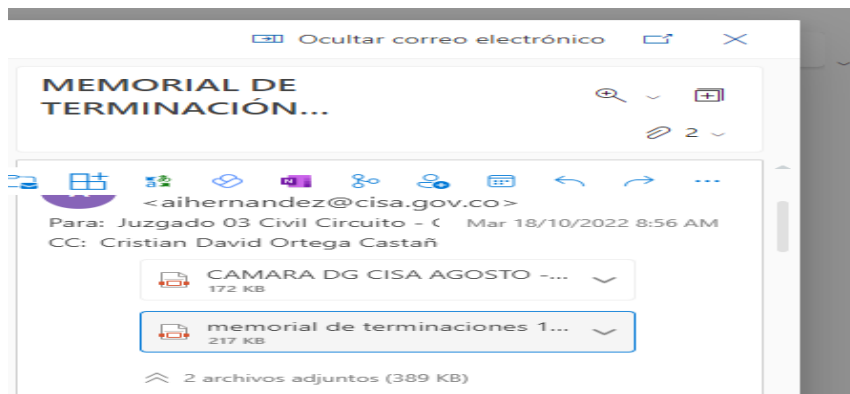 Ocultar correo electrónico
MEMORIAL DE
TERMINACIÓN...
2
<aihernandez@cisa.gov.co>
Para: Juzgado 03 Civil Circuito - ( Mar 18/10/2022 8:56 AM
CC: Cristian David Ortega Castañ
CAMARA DG CISA AGOSTO -...
172 KB
memorial de terminaciones 1...
217 KB
2 archivos adjuntos (389 KB)